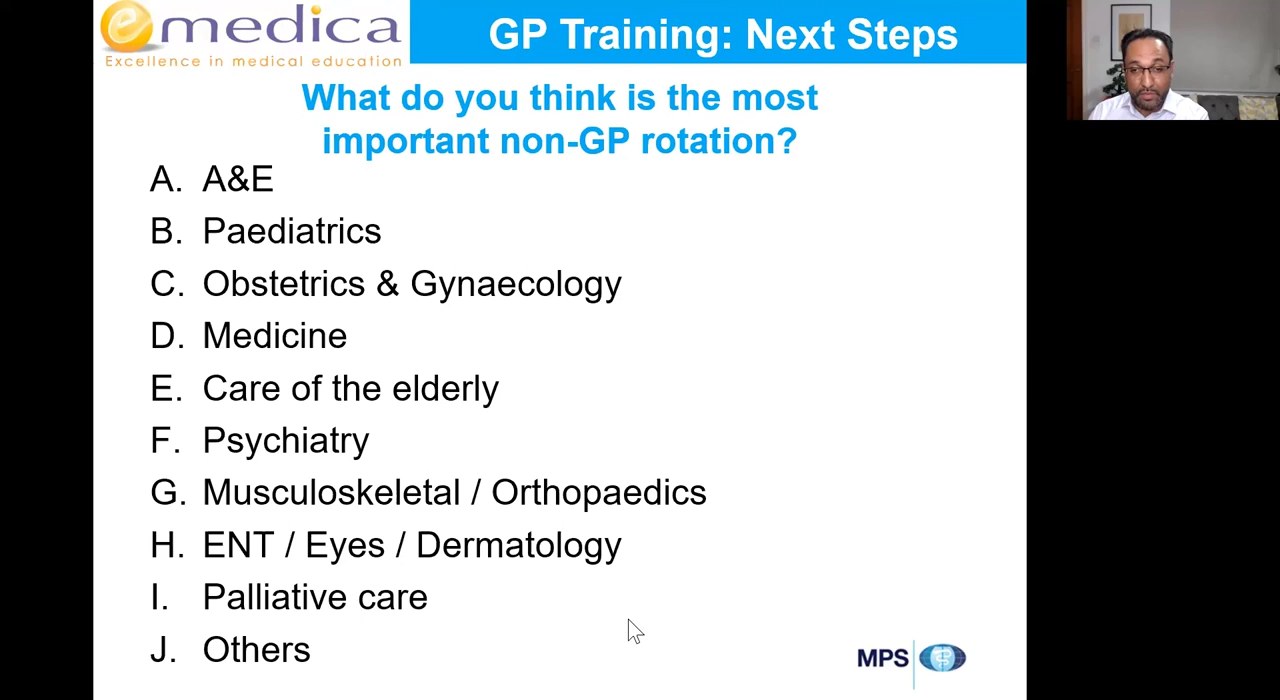 emedica
Excellence in medical education
GP Training: Next Steps
What do you think is the most
important non-GP rotation?
A. A&E
B. Paediatrics
C. Obstetrics & Gynaecology
D. Medicine
E. Care of the elderly
F. Psychiatry
G. Musculoskeletal / Orthopaedics
H. ENT / Eyes / Dermatology
I. Palliative care
J. Others
MPS